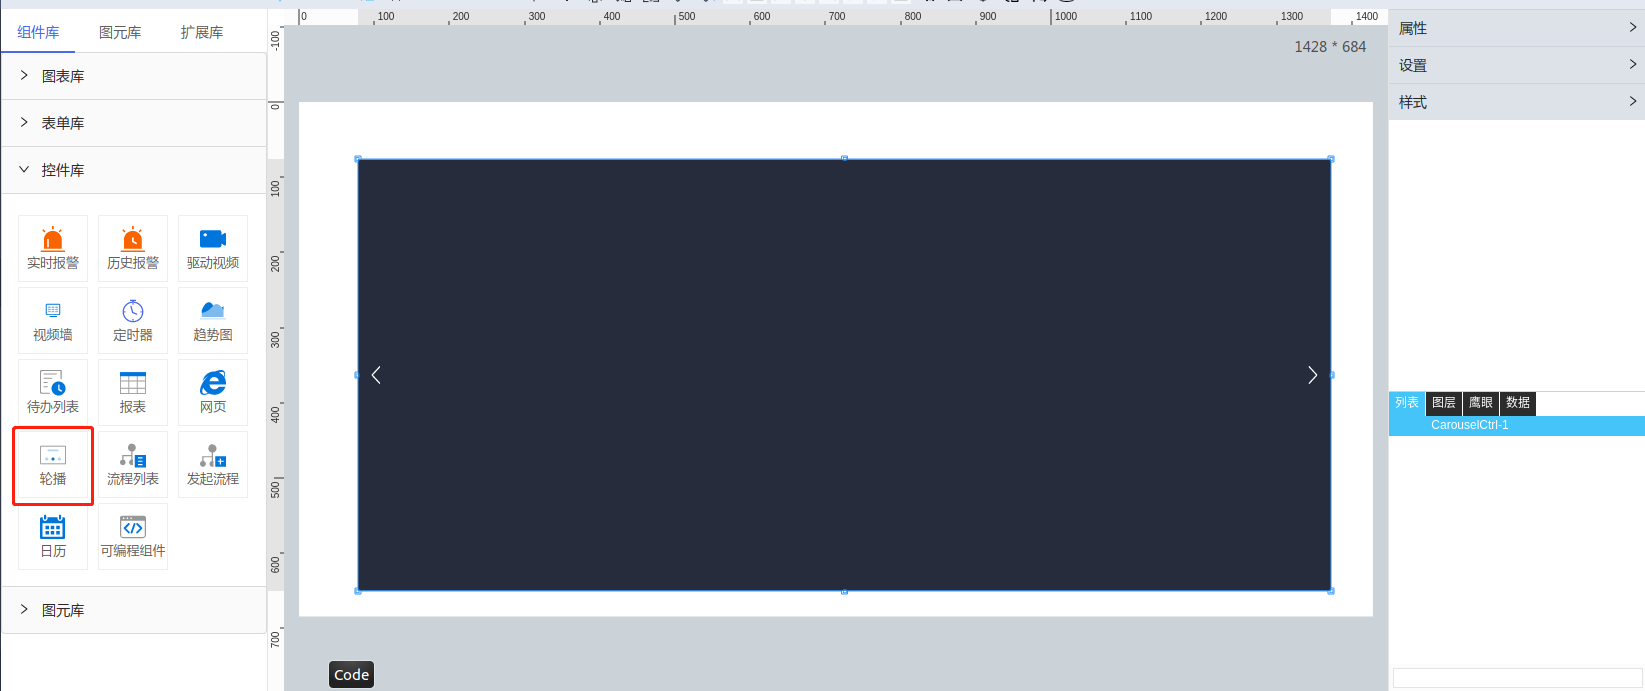 组件库 图元库 扩展库
图表库
表单库
控件库
实时报警 历史报警 驱动视频
视频墙 定时器 趋势图
待办列表 报表 网页
轮播 流程列表 发起流程
日历 可编程组件
图元库
0 100 200 300 400 500 600 700 800 900 1000 1100 1200 1300 1400
-100
0
100
200
300
400
500
600
700
1428 * 684
Code
属性
设置
样式
列表 图层 鹰眼 数据
CarouselCtrl-1